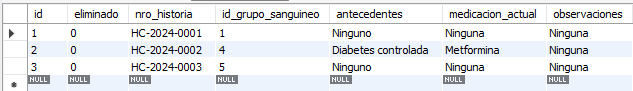 id eliminado nro_historia id_grupo_sanguineo antecedentes medicacion_actual observaciones
1 0 HC-2024-0001 1 Ninguno Ninguna Ninguna
2 0 HC-2024-0002 4 Diabetes controlada Metformina Ninguna
3 0 HC-2024-0003 5 Ninguno Ninguna Ninguna
NULL NULL NULL NULL NULL NULL NULL